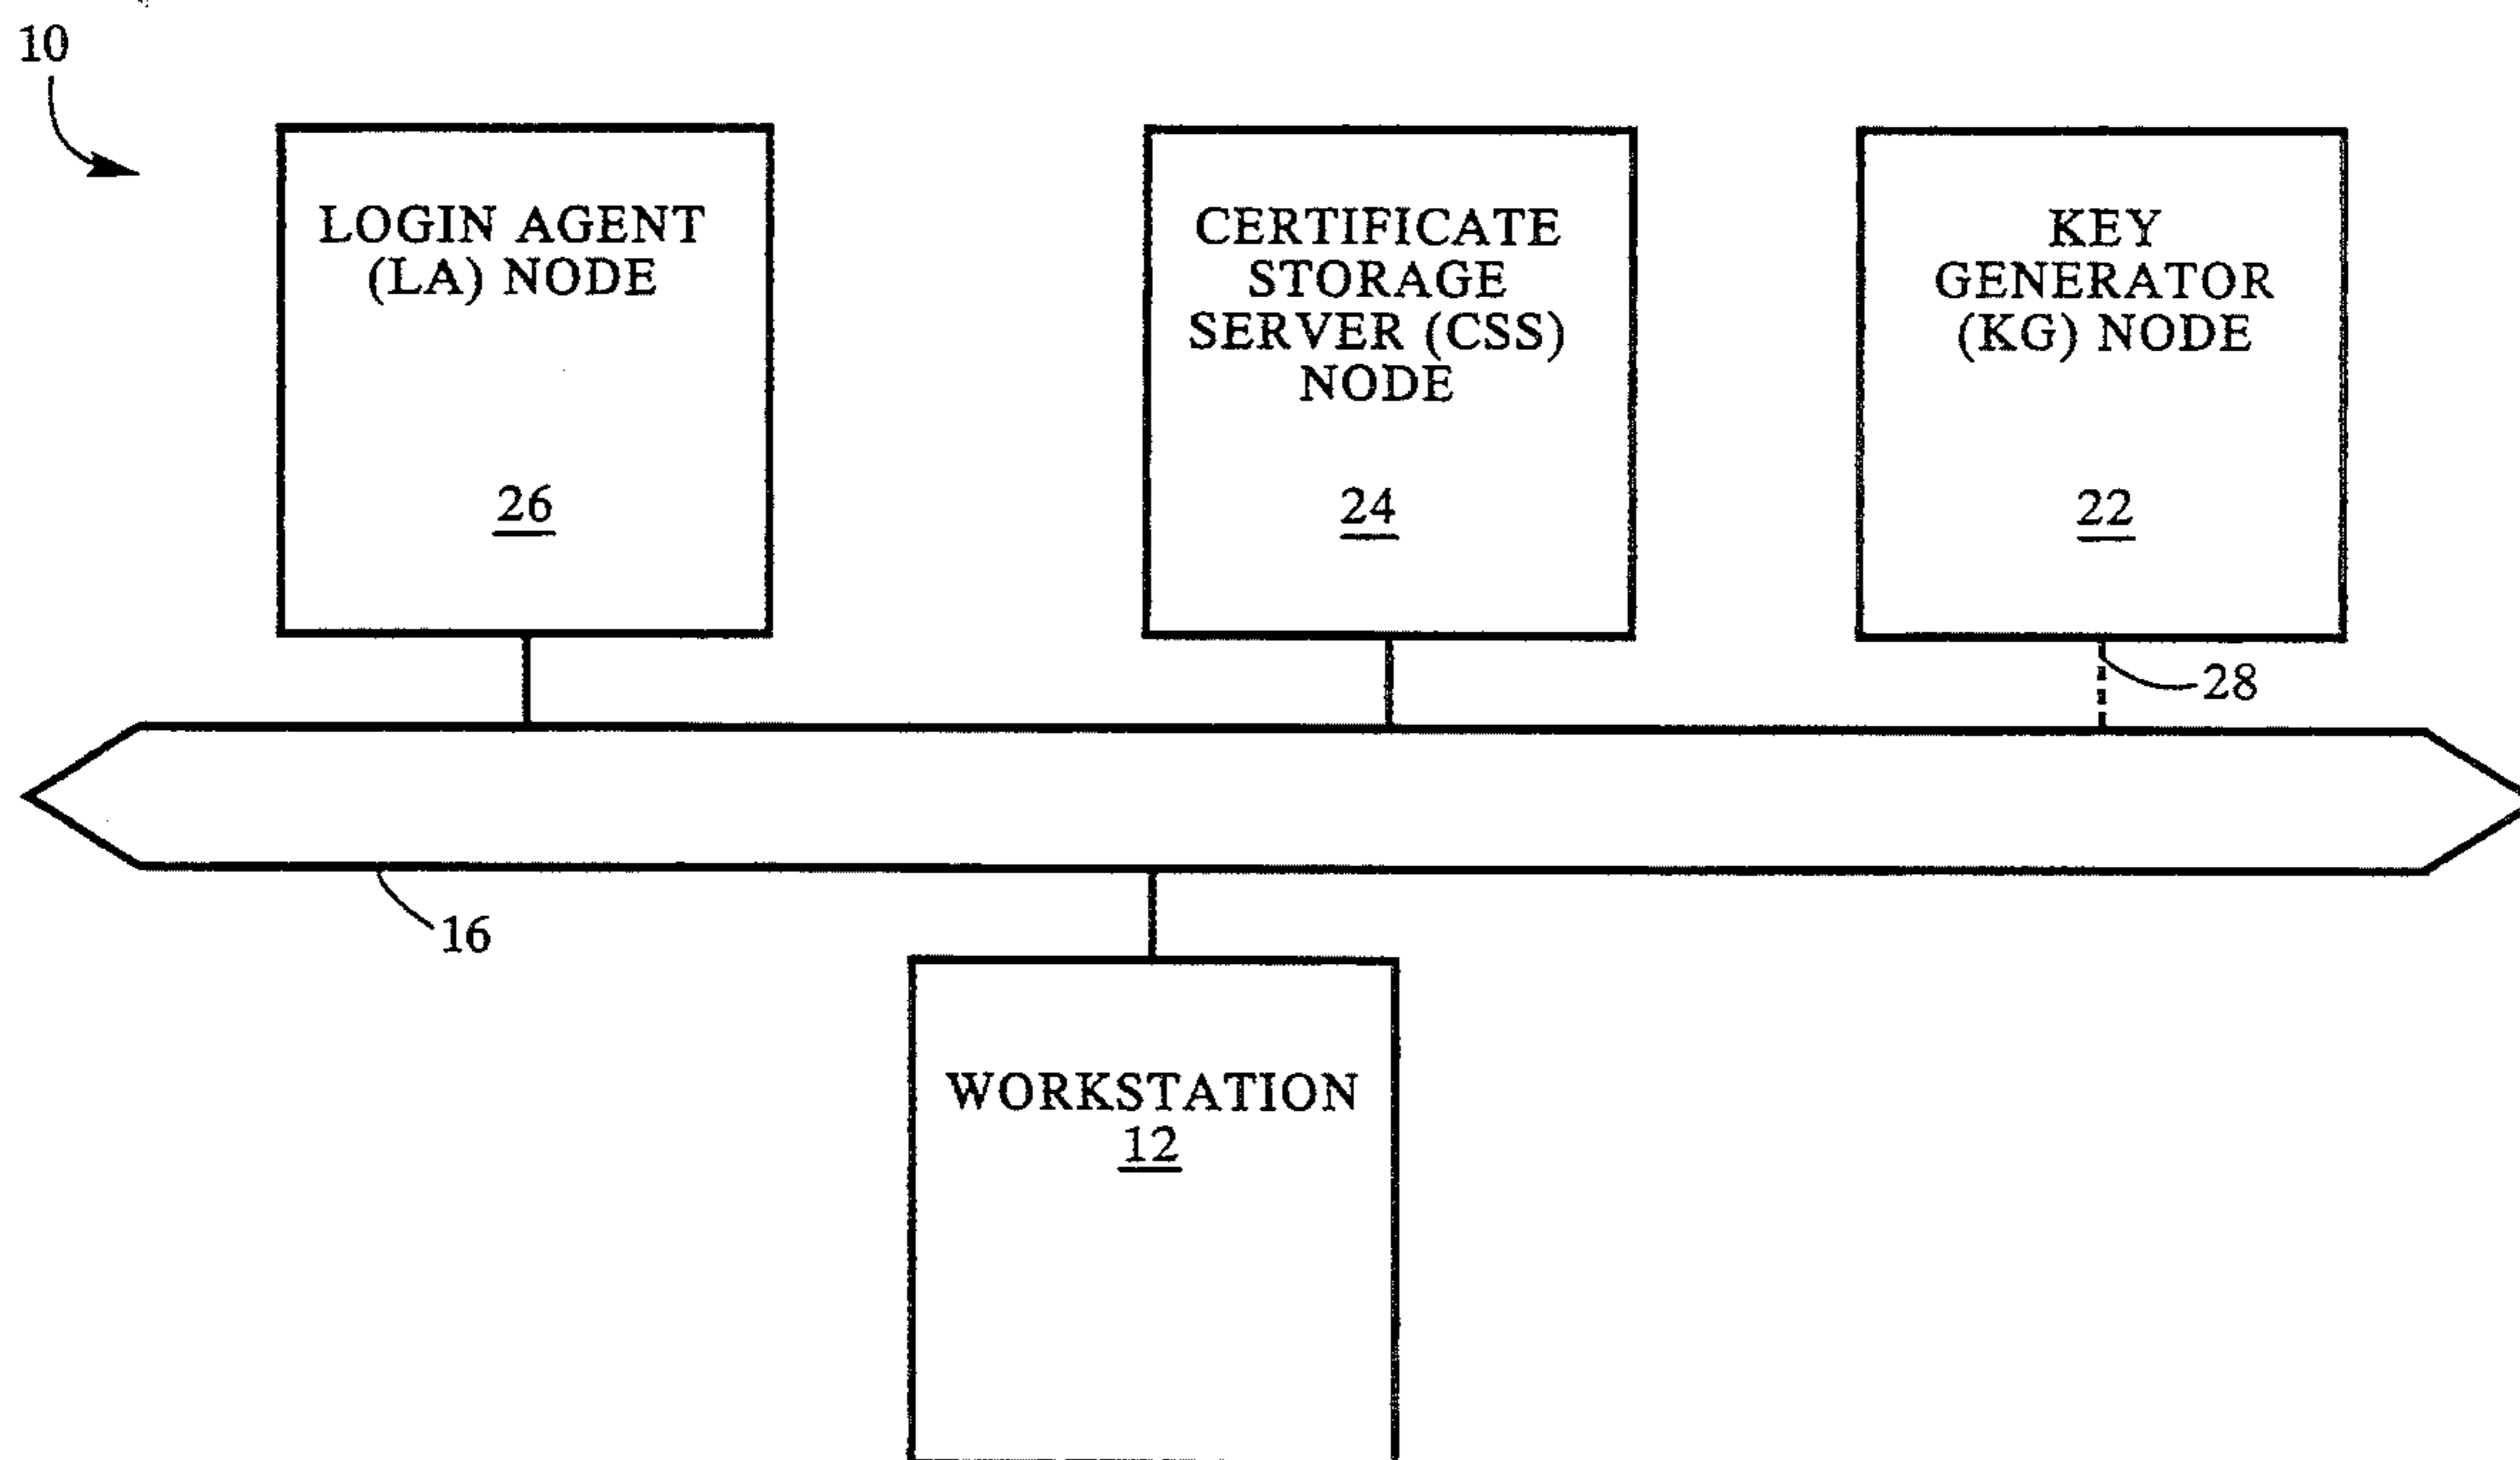 10
LOGIN AGENT
(LA) NODE
26
CERTIFICATE
STORAGE
SERVER (CSS)
NODE
24
KEY
GENERATOR
(KG) NODE
22
28
16
WORKSTATION
12